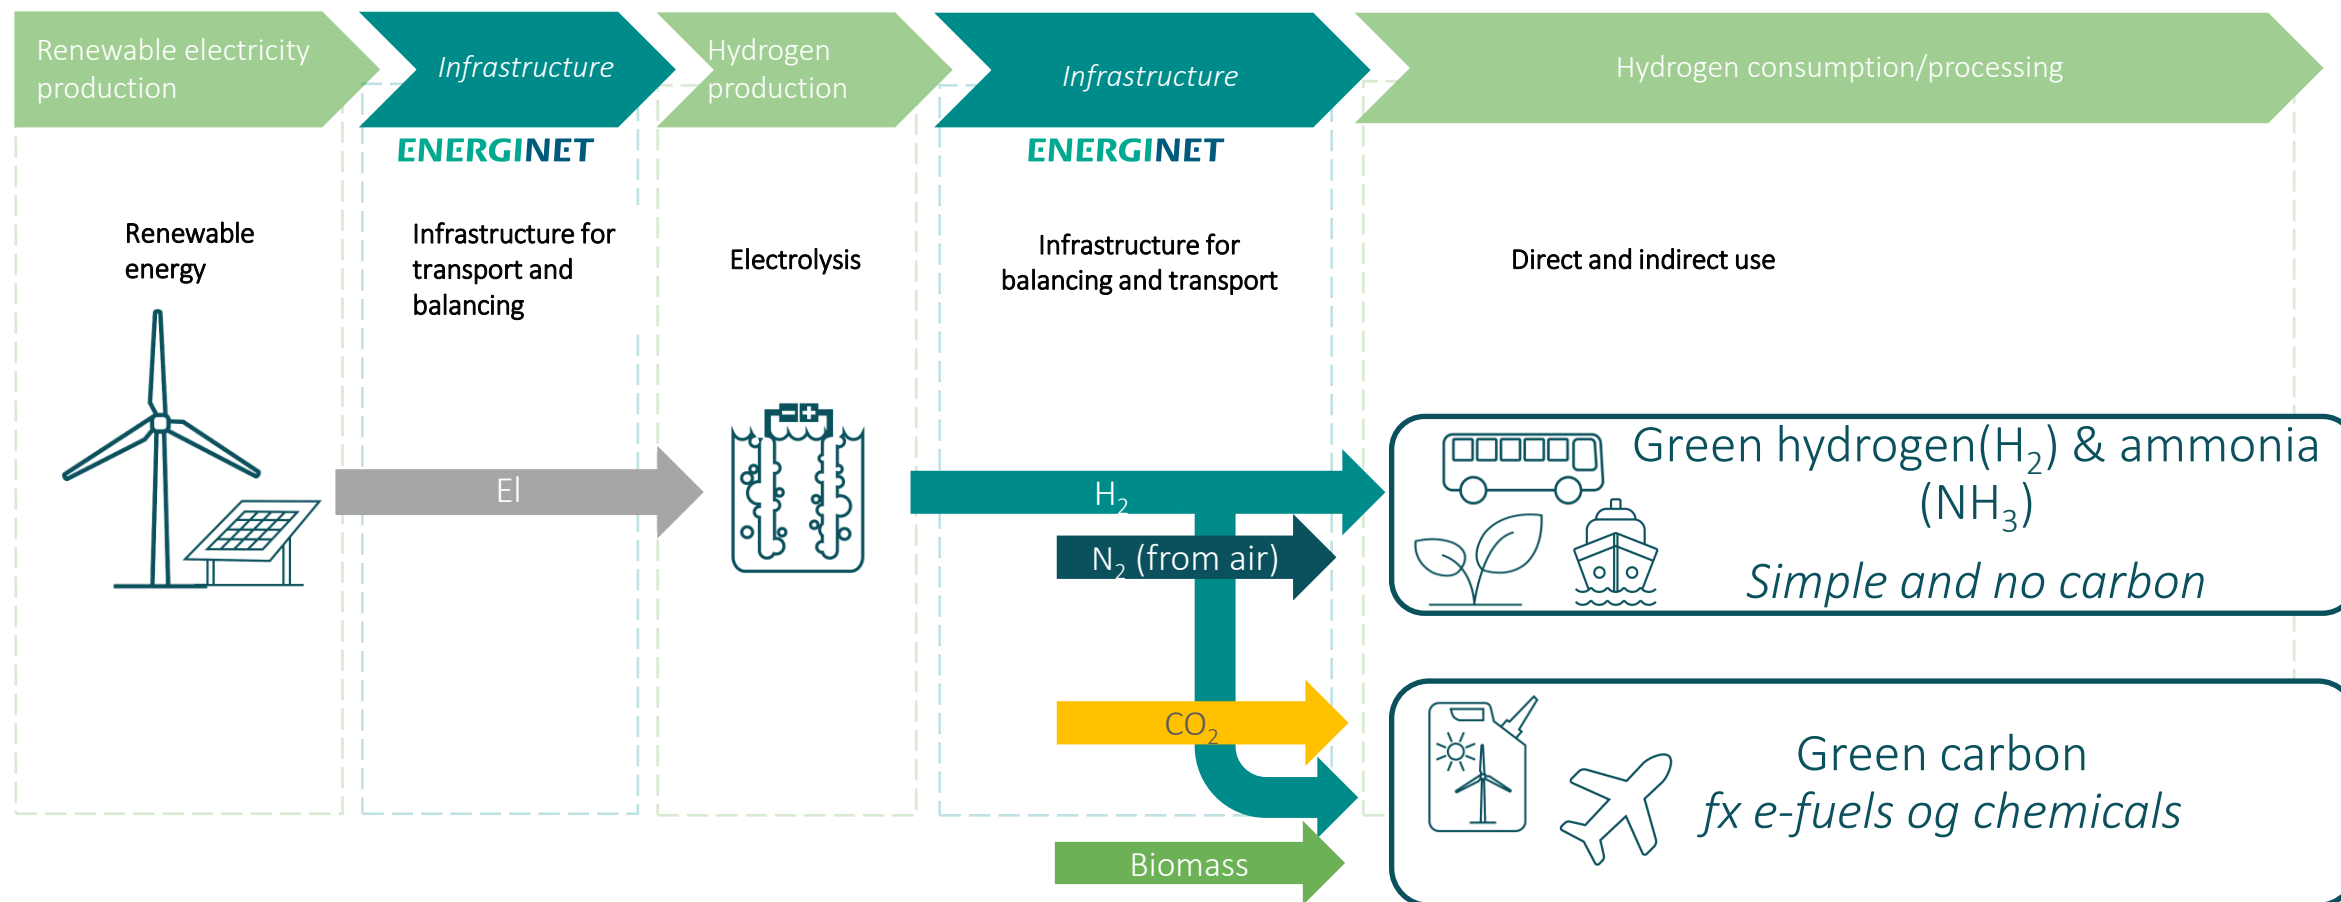 Renewable electricity
production
Infrastructure
Hydrogen
production
Infrastructure
Hydrogen consumption/processing
ENERGINET
ENERGINET
Renewable
energy
Infrastructure for
transport and
balancing
Electrolysis
Infrastructure for
balancing and transport
Direct and indirect use
El
H₂
N₂ (from air)
CO₂
Biomass
Green hydrogen(H₂) & ammonia
(NH₃)
Simple and no carbon
Green carbon
fx e-fuels og chemicals